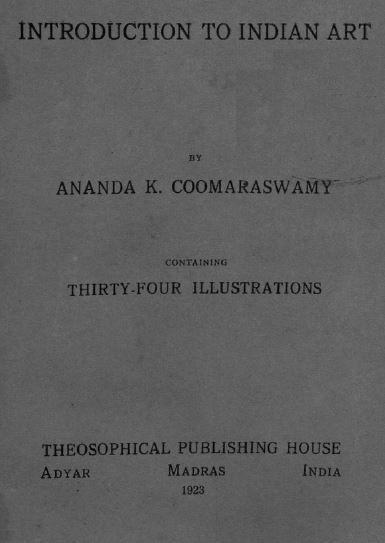 INTRODUCTION TO INDIAN ART
BY
ANANDA K. COOMARASWAMY
CONTAINING
THIRTY-FOUR ILLUSTRATIONS
THEOSOPHICAL PUBLISHING HOUSE
ADYAR MADRAS INDIA
1923